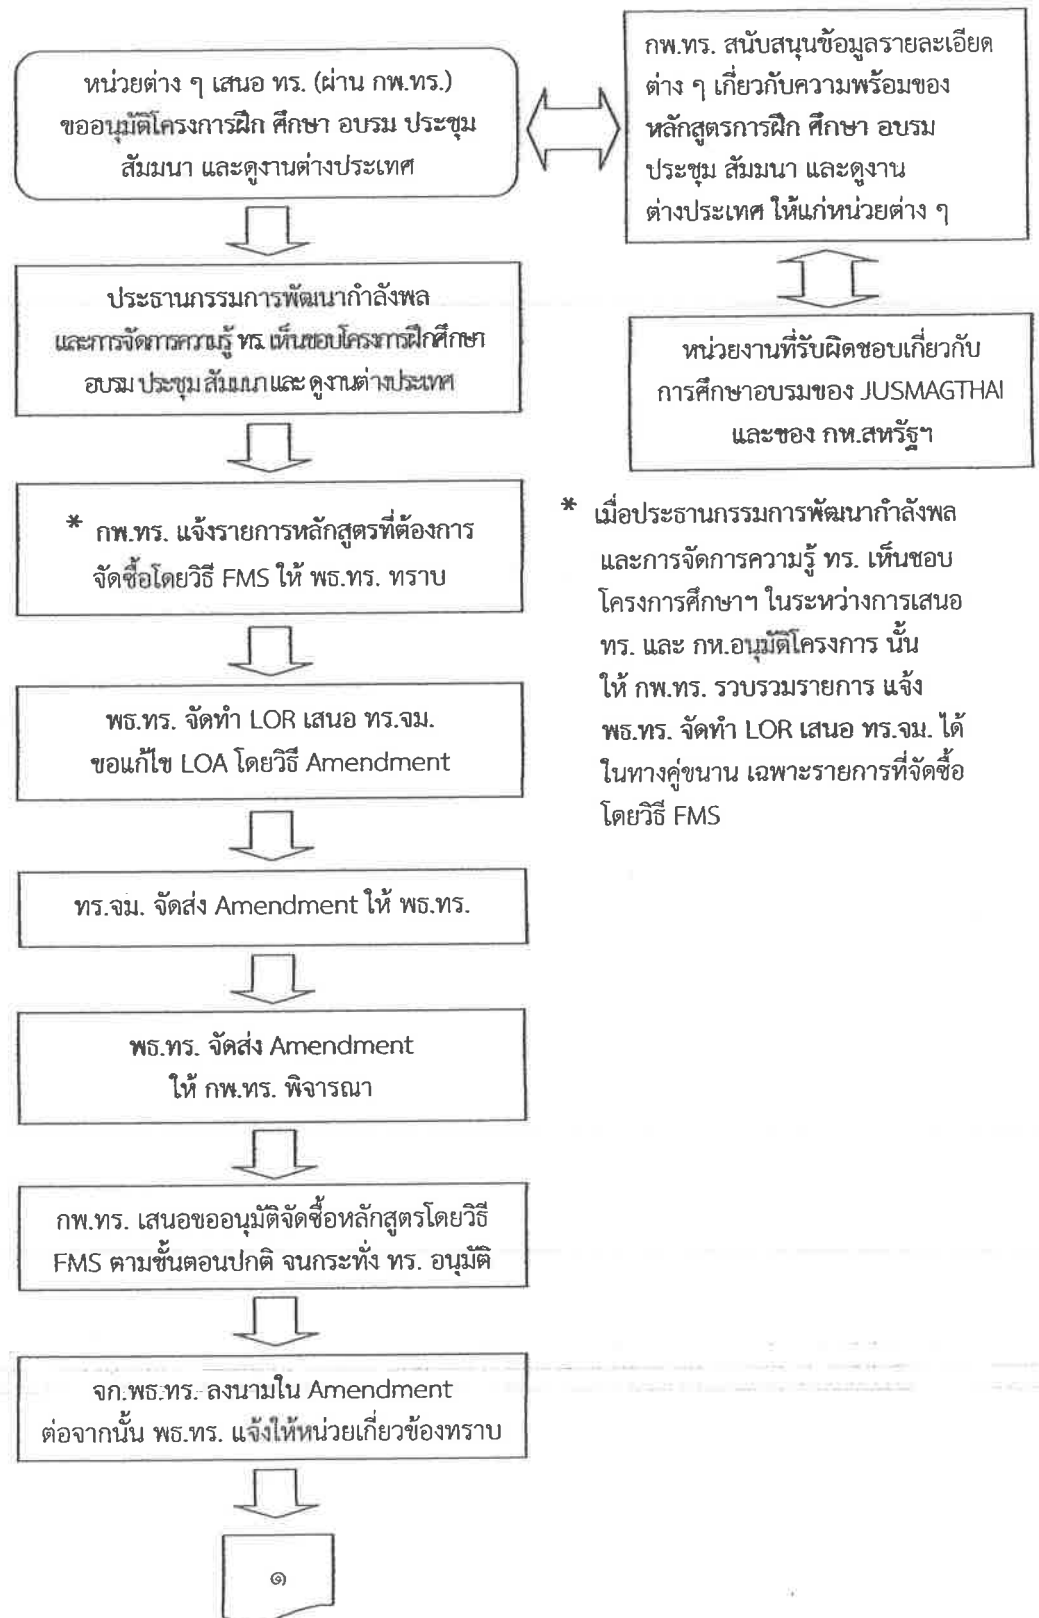 หน่วยต่าง ๆ เสนอ ทร. (ผ่าน กพ.ทร.)
ขออนุมัติโครงการฝึก ศึกษา อบรม ประชุม
สัมมนา และดูงานต่างประเทศ
กพ.ทร. สนับสนุนข้อมูลรายละเอียด
ต่าง ๆ เกี่ยวกับความพร้อมของ
หลักสูตรการฝึก ศึกษา อบรม
ประชุม สัมมนา และดูงาน
ต่างประเทศ ให้แก่หน่วยต่าง ๆ
ประธานกรรมการพัฒนากำลังพล
และการจัดการความรู้ ทร. เห็นชอบโครงการฝึกศึกษา
อบรม ประชุม สัมมนา และ ดูงานต่างประเทศ
หน่วยงานที่รับผิดชอบเกี่ยวกับ
การศึกษาอบรมของ JUSMAGTHAI
และของ กห.สหรัฐฯ
* กพ.ทร. แจ้งรายการหลักสูตรที่ต้องการ
จัดซื้อโดยวิธี FMS ให้ พธ.ทร. ทราบ
* เมื่อประธานกรรมการพัฒนากำลังพล
และการจัดการความรู้ ทร. เห็นชอบ
โครงการศึกษาฯ ในระหว่างการเสนอ
ทร. และ กห.อนุมัติโครงการ นั้น
ให้ กพ.ทร. รวบรวมรายการ แจ้ง
พธ.ทร. จัดทำ LOR เสนอ ทร.จม. ได้
ในทางคู่ขนาน เฉพาะรายการที่จัดซื้อ
โดยวิธี FMS
พธ.ทร. จัดทำ LOR เสนอ ทร.จม.
ขอแก้ไข LOA โดยวิธี Amendment
ทร.จม. จัดส่ง Amendment ให้ พธ.ทร.
พธ.ทร. จัดส่ง Amendment
ให้ กพ.ทร. พิจารณา
กพ.ทร. เสนอขออนุมัติจัดซื้อหลักสูตรโดยวิธี
FMS ตามขั้นตอนปกติ จนกระทั่ง ทร. อนุมัติ
จก.พธ.ทร. ลงนามใน Amendment
ต่อจากนั้น พธ.ทร. แจ้งให้หน่วยเกี่ยวข้องทราบ
๑